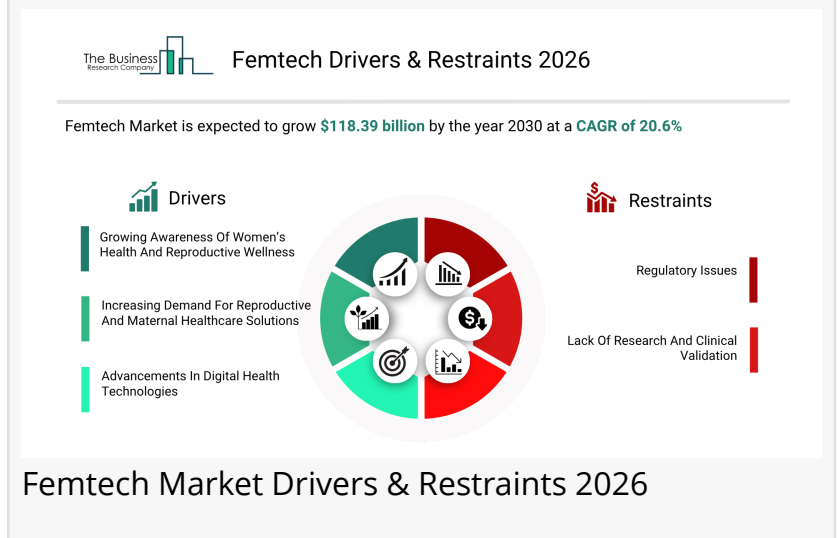 The Business
Research Company
Femtech Drivers & Restraints 2026
Femtech Market is expected to grow $118.39 billion by the year 2030 at a CAGR of 20.6%
Drivers
Growing Awareness Of Women's
Health And Reproductive Wellness
Increasing Demand For Reproductive
And Maternal Healthcare Solutions
Advancements In Digital Health
Technologies
Restraints
Regulatory Issues
Lack Of Research And Clinical
Validation
Femtech Market Drivers & Restraints 2026